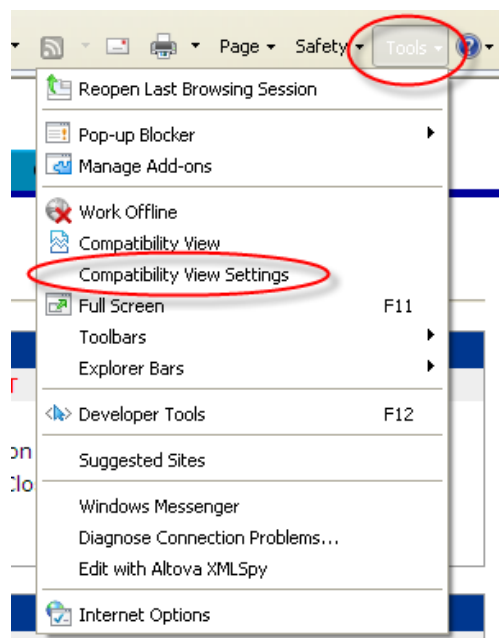 Page Safety Tools
Reopen Last Browsing Session
Pop-up Blocker
Manage Add-ons
Work Offline
Compatibility View
Compatibility View Settings
Full Screen F11
Toolbars
Explorer Bars
Developer Tools F12
Suggested Sites
Windows Messenger
Diagnose Connection Problems...
Edit with Altova XMLSpy
Internet Options